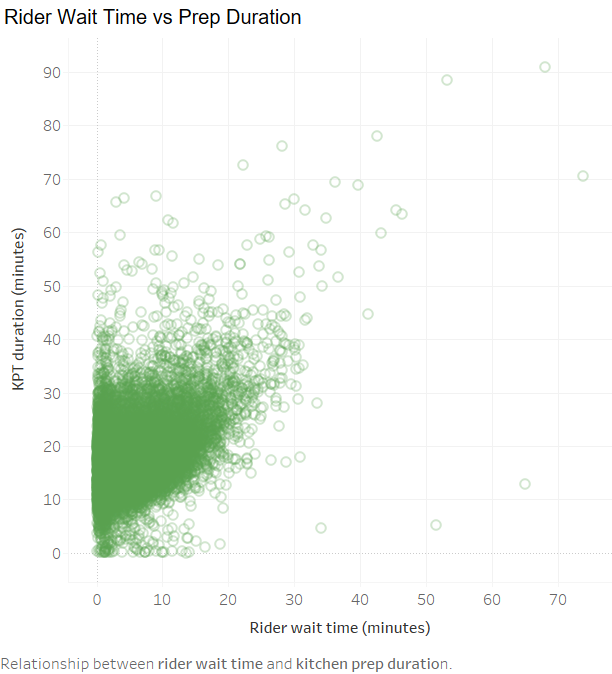 Rider Wait Time vs Prep Duration
90
80
70
60
50
40
30
20
10
0
KPT duration (minutes)
0 10 20 30 40 50 60 70
Rider wait time (minutes)
Relationship between rider wait time and kitchen prep duration.